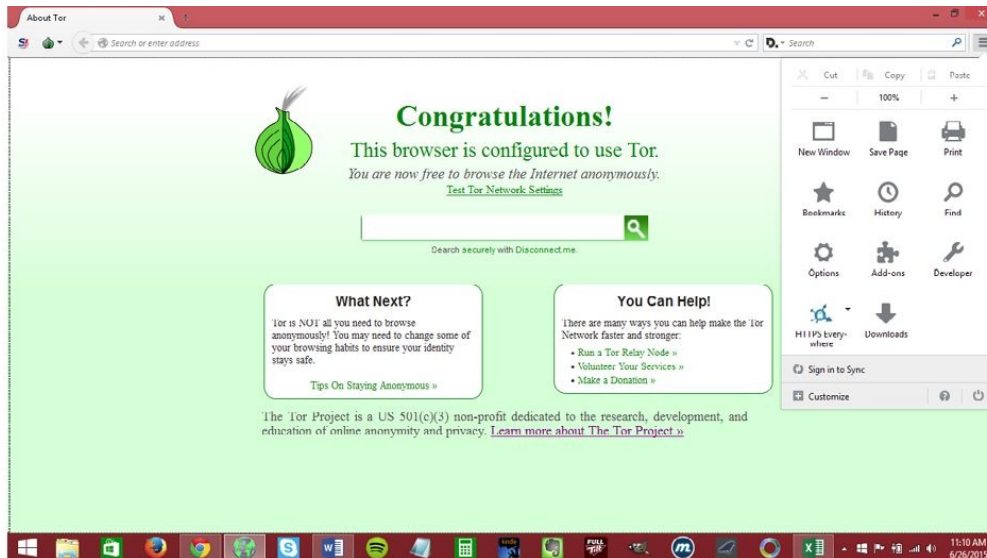 About Tor
Search or enter address
Search
Cut Copy Paste
100%
New Window Save Page Print
Bookmarks History Find
Options Add-ons Developer
HTTPS Every-
where
Downloads
Sign in to Sync
Customize
Congratulations!
This browser is configured to use Tor.
You are now free to browse the Internet anonymously.
Test Tor Network Settings
Search securely with Disconnect.me.
What Next?
Tor is NOT all you need to browse
anonymously! You may need to change some of
your browsing habits to ensure your identity
stays safe.
Tips On Staying Anonymous »
You Can Help!
There are many ways you can help make the Tor
Network faster and stronger:
• Run a Tor Relay Node »
• Volunteer Your Services »
• Make a Donation »
The Tor Project is a US 501(c)(3) non-profit dedicated to the research, development, and
education of online anonymity and privacy. Learn more about The Tor Project »
kindle
FULL
Tilt
11:10 AM